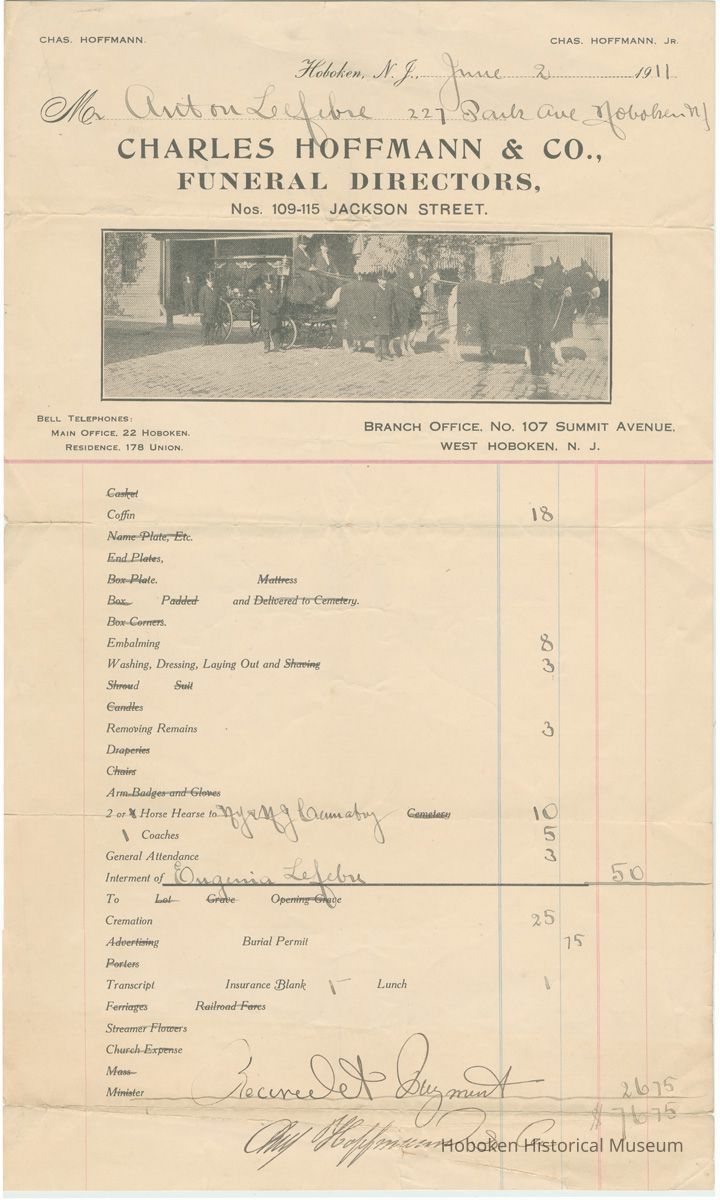 CHAS. HOFFMANN. CHAS. HOFFMANN, JR.
Hoboken, N. J., June 2 1911
Mr Anton Lefebre 227 Park Ave Hoboken NJ
CHARLES HOFFMANN & CO.,
FUNERAL DIRECTORS,
Nos. 109-115 JACKSON STREET.
BELL TELEPHONES:
MAIN OFFICE, 22 HOBOKEN.
RESIDENCE, 178 UNION.
BRANCH OFFICE, No. 107 SUMMIT AVENUE,
WEST HOBOKEN, N. J.
Casket
Coffin 18
Name Plate, Etc.
End Plates,
Box Plate. Mattress
Box Padded and Delivered to Cemetery.
Box Corners.
Embalming 8
Washing, Dressing, Laying Out and Shaving 3
Shroud Suit
Candles
Removing Remains 3
Draperies
Chairs
Arm Badges and Gloves
2 or 4 Horse Hearse to NY & NJ Cematory Cemetery 10
1 Coaches 5
General Attendance 3
Interment of Eugenia Lefebre 50
To Lot Grave Opening Grave
Cremation 25
Advertising Burial Permit 75
Porters
Transcript Insurance Blank 1 Lunch 1
Ferriages Railroad Fares
Streamer Flowers
Church Expense
Mass
Minister Received Payment 26 75
$76 75
Chas Hoffmann & Co
Hoboken Historical Museum